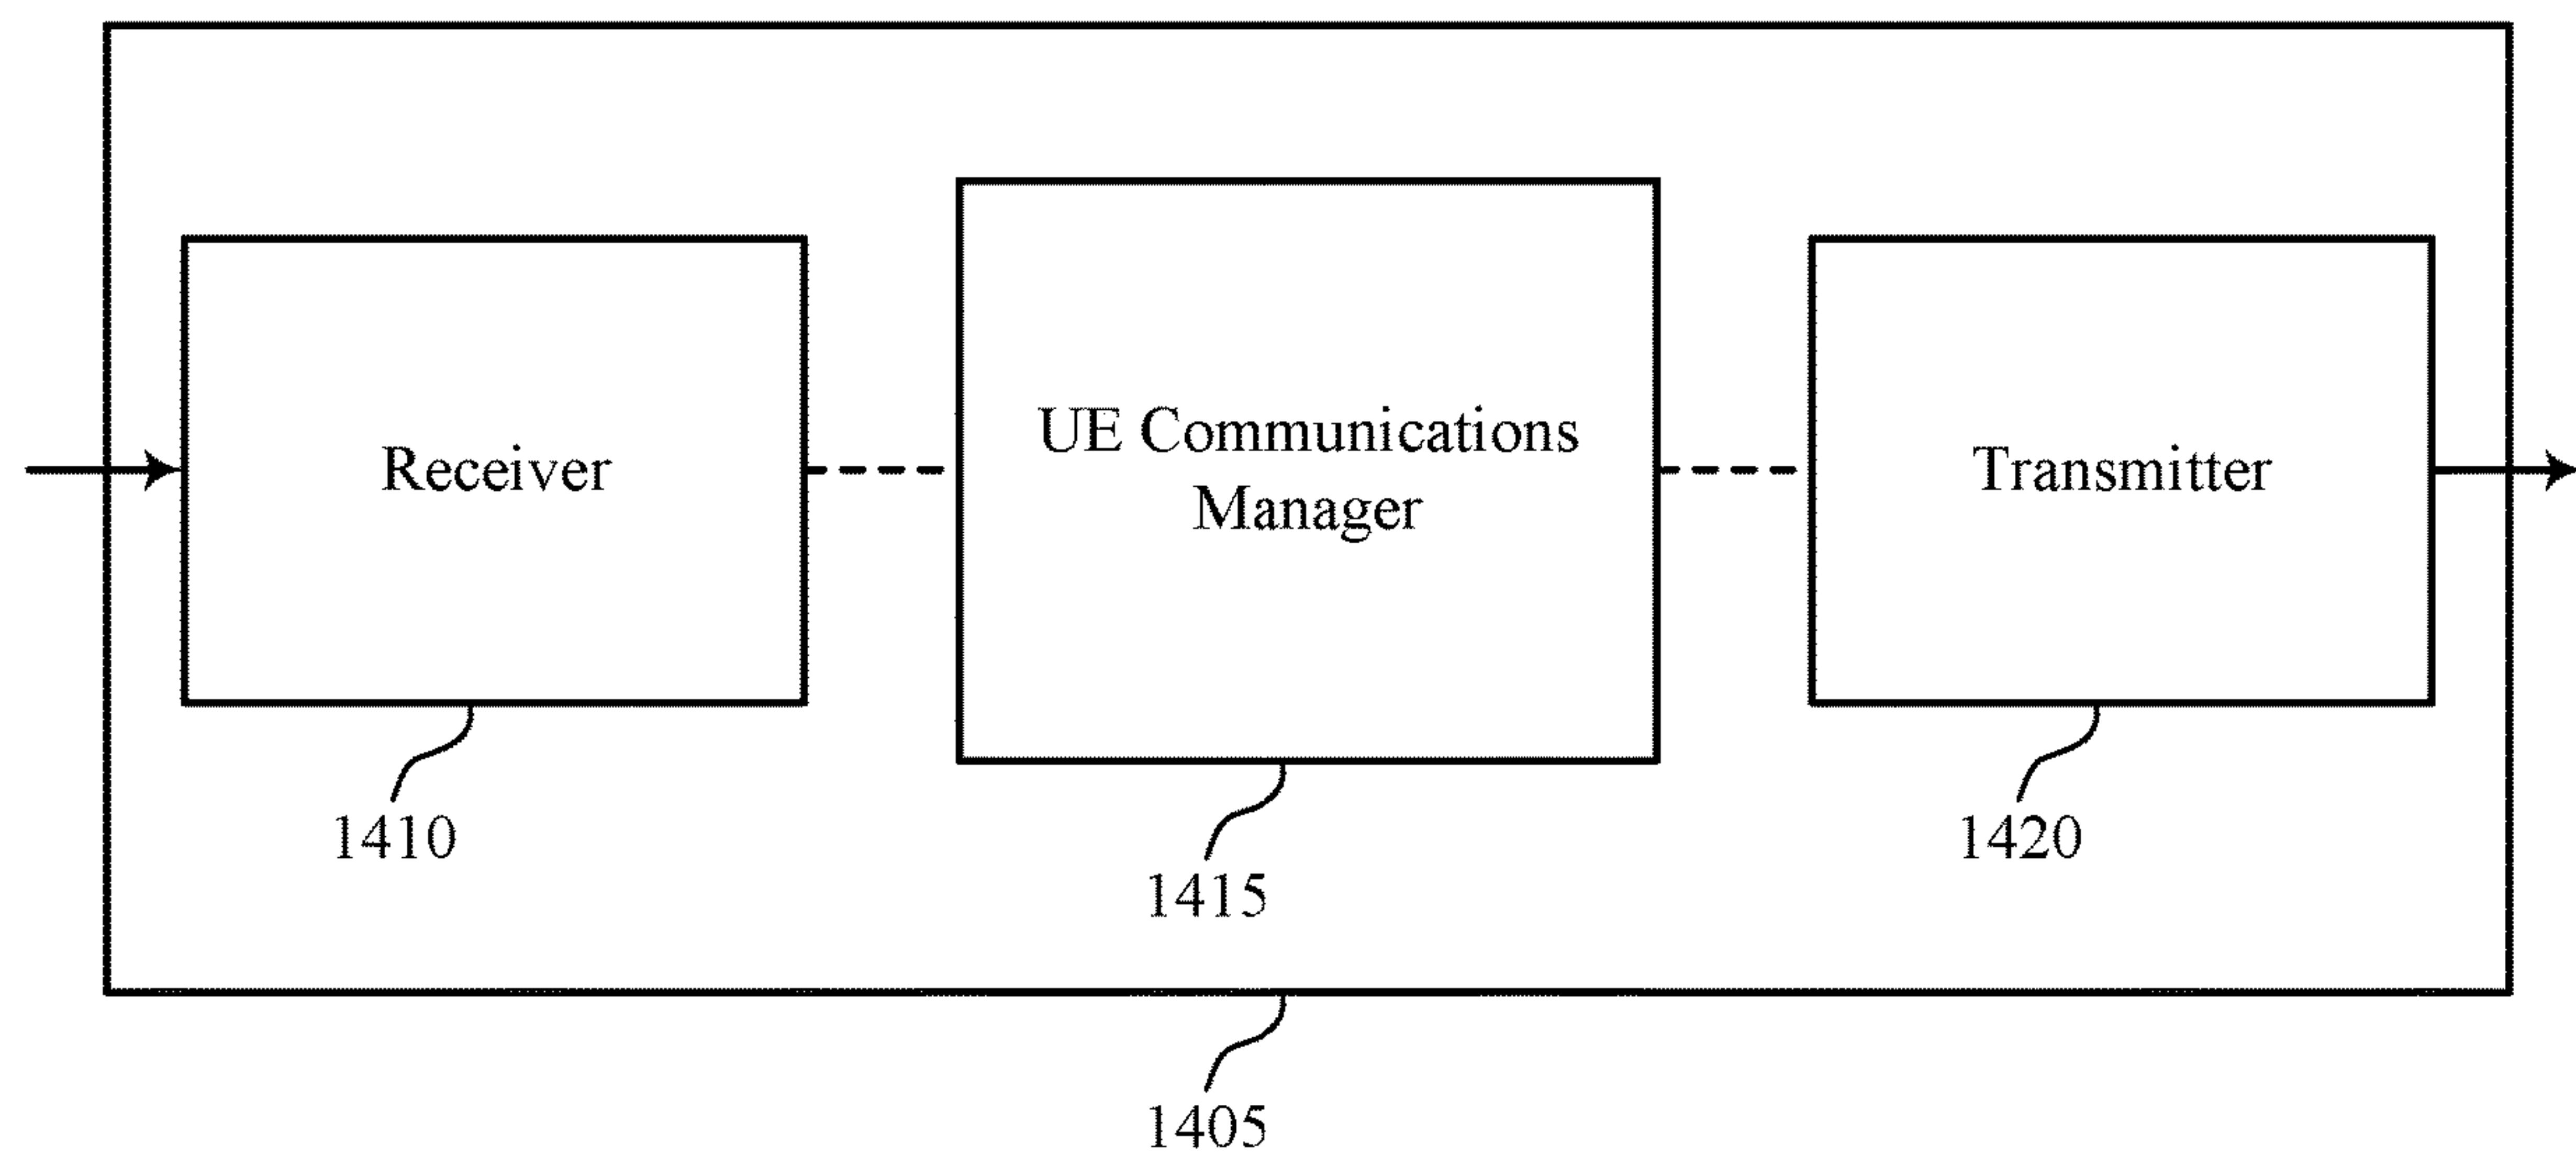 Receiver
UE Communications
Manager
Transmitter
1410
1415
1420
1405